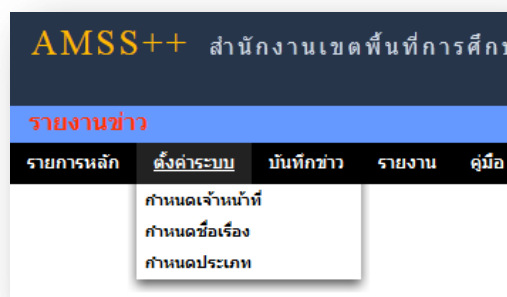 AMSS++ สำนักงานเขตพื้นที่การศึก
รายงานข่าว
รายการหลัก ตั้งค่าระบบ บันทึกข่าว รายงาน คู่มือ
กำหนดเจ้าหน้าที่
กำหนดชื่อเรื่อง
กำหนดประเภท